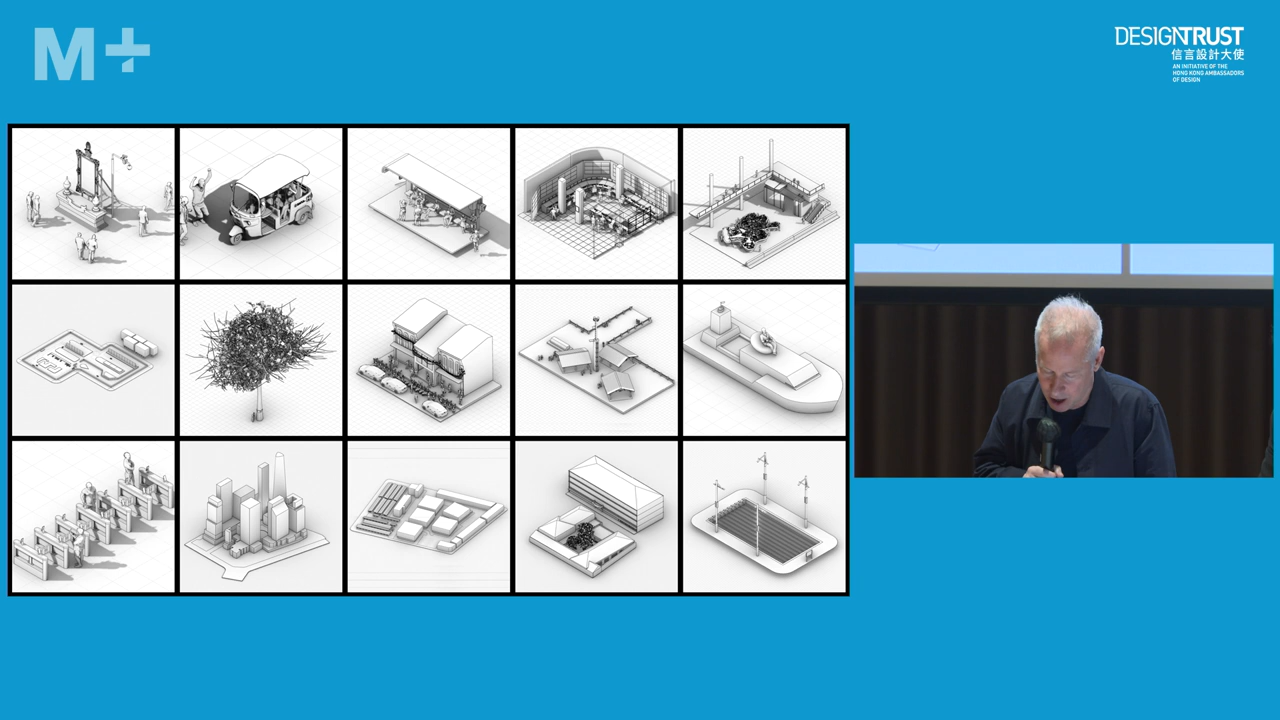 M+
DESIGNTRUST
信言設計大使
AN INITIATIVE OF THE
HONG KONG AMBASSADORS
OF DESIGN